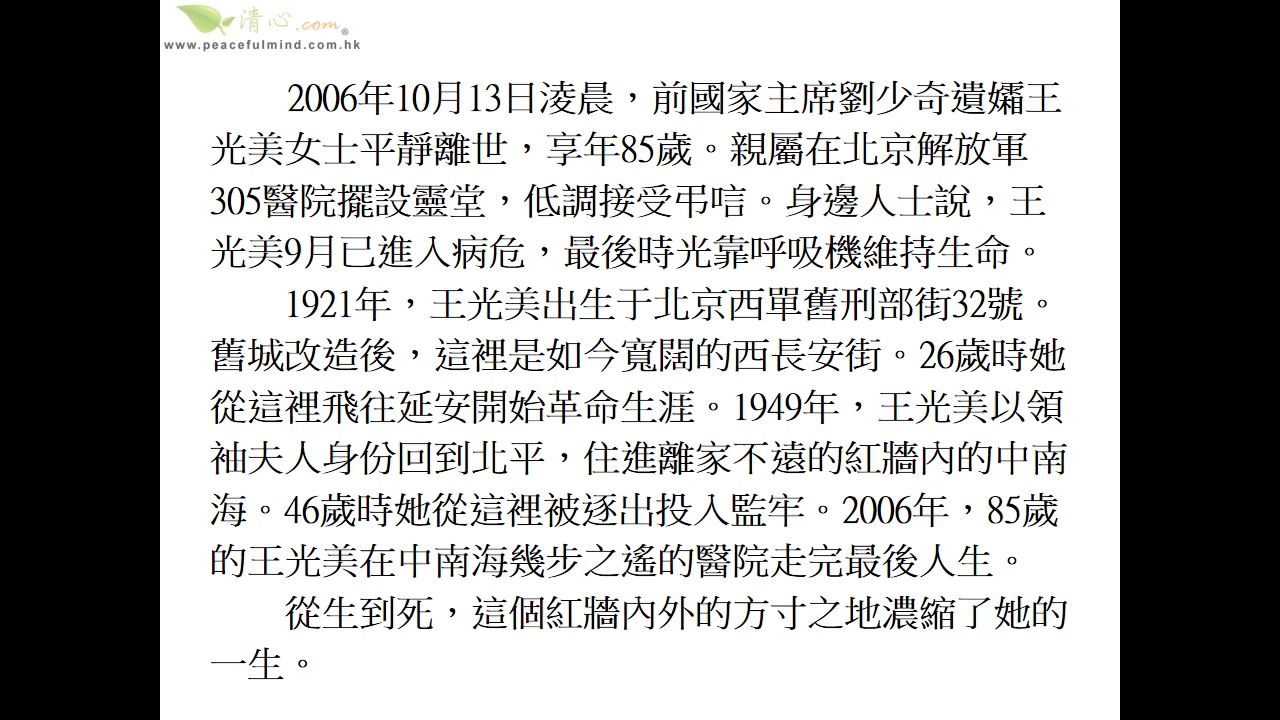 清心.com®
www.peacefulmind.com.hk
2006年10月13日淩晨，前國家主席劉少奇遺孀王
光美女士平靜離世，享年85歲。親屬在北京解放軍
305醫院擺設靈堂，低調接受弔唁。身邊人士說，王
光美9月已進入病危，最後時光靠呼吸機維持生命。
1921年，王光美出生于北京西單舊刑部街32號。
舊城改造後，這裡是如今寬闊的西長安街。26歲時她
從這裡飛往延安開始革命生涯。1949年，王光美以領
袖夫人身份回到北平，住進離家不遠的紅牆內的中南
海。46歲時她從這裡被逐出投入監牢。2006年，85歲
的王光美在中南海幾步之遙的醫院走完最後人生。
從生到死，這個紅牆內外的方寸之地濃縮了她的
一生。